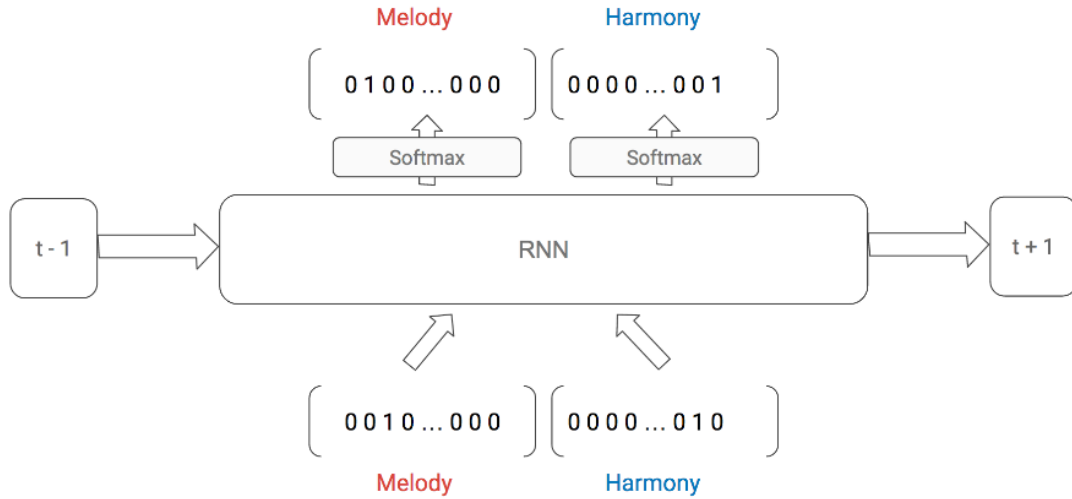 Melody Harmony
0 1 0 0 ... 0 0 0 0 0 0 0 ... 0 0 1
Softmax Softmax
t - 1 RNN t + 1
0 0 1 0 ... 0 0 0 0 0 0 0 ... 0 1 0
Melody Harmony